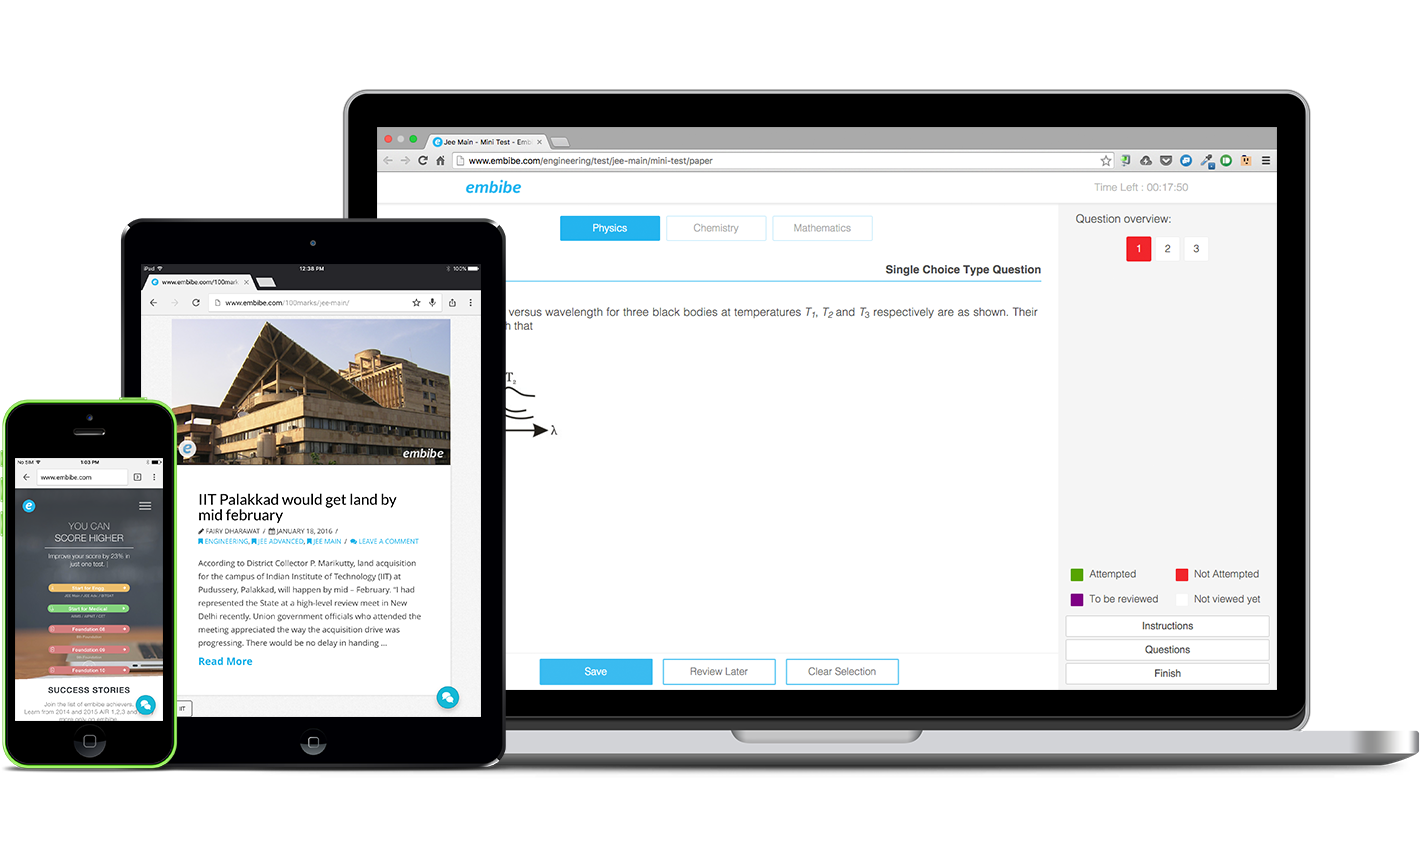 Jee Main - Mini Test - Emb
www.embibe.com/engineering/test/jee-main/mini-test/paper
embibe
Time Left : 00:17:50
Physics
Chemistry
Mathematics
Question overview:
1
2
3
Single Choice Type Question
versus wavelength for three black bodies at temperatures T1, T2 and T3 respectively are as shown. Their
h that
T2
λ
Attempted
Not Attempted
To be reviewed
Not viewed yet
Instructions
Questions
Finish
Save
Review Later
Clear Selection
iPad
12:38 PM
100%
www.embibe.com/100mark
www.embibe.com/100marks/jee-main/
e
embibe
IIT Palakkad would get land by
mid february
FAIRY DHARAWAT / JANUARY 18, 2016 /
ENGINEERING, JEE ADVANCED, JEE MAIN / LEAVE A COMMENT
According to District Collector P. Marikutty, land acquisition
for the campus of Indian Institute of Technology (IIT) at
Pudussery, Palakkad, will happen by mid – February. "I had
represented the State at a high-level review meet in New
Delhi recently. Union government officials who attended the
meeting appreciated the way the acquisition drive was
progressing. There would be no delay in handing ...
Read More
IIT
No SIM
1:03 PM
www.embibe.com
e
YOU CAN
SCORE HIGHER
Improve your score by 23% in
just one test. |
Start for Engg
JEE Main / JEE Adv / BITSAT
Start for Medical
AIIMS / AIPMT / CET
Foundation 08
8th Foundation
Foundation 09
Foundation 10
SUCCESS STORIES
Join the list of embibe achievers.
Learn from 2014 and 2015 AIR 1,2,3 and
more only on embibe.